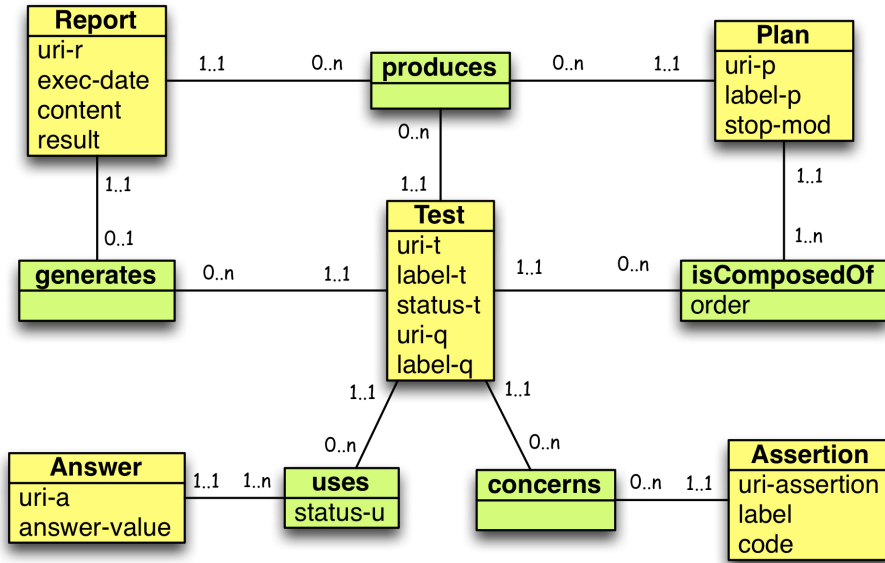 Report
uri-r
exec-date
content
result
1..1
0..n
produces
0..n
1..1
Plan
uri-p
label-p
stop-mod
0..n
1..1
1..1
0..1
1..1
1..n
generates
0..n
1..1
Test
uri-t
label-t
status-t
uri-q
label-q
1..1
0..n
isComposedOf
order
1..1
0..n
1..1
0..n
Answer
uri-a
answer-value
1..1
1..n
uses
status-u
concerns
0..n
1..1
Assertion
uri-assertion
label
code